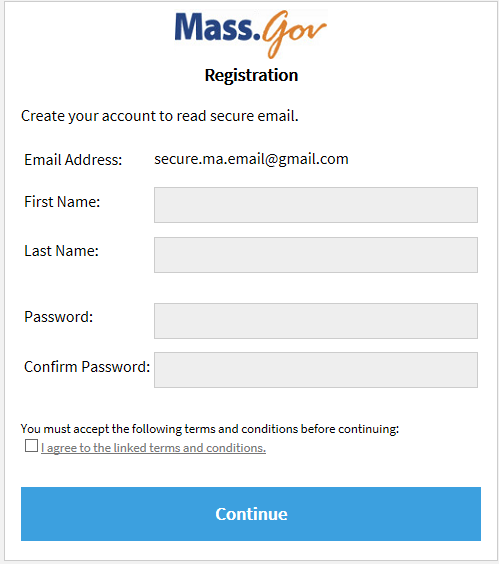 Mass.Gov
Registration
Create your account to read secure email.
Email Address: secure.ma.email@gmail.com
First Name:
Last Name:
Password:
Confirm Password:
You must accept the following terms and conditions before continuing:
I agree to the linked terms and conditions.
Continue